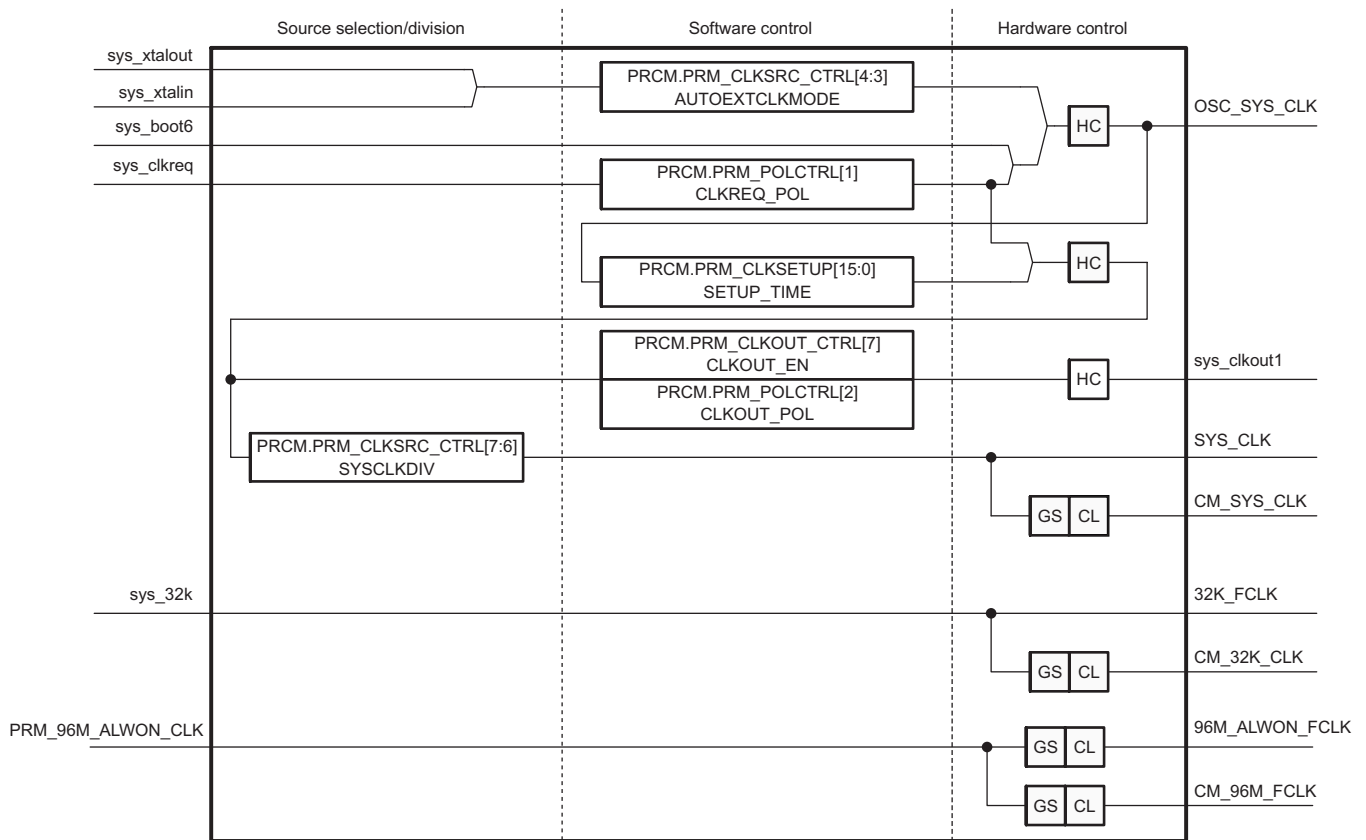 Source selection/division
Software control
Hardware control
sys_xtalout
sys_xtalin
sys_boot6
sys_clkreq
PRCM.PRM_CLKSRC_CTRL[4:3]
AUTOEXTCLKMODE
HC
OSC_SYS_CLK
PRCM.PRM_POLCTRL[1]
CLKREQ_POL
PRCM.PRM_CLKSETUP[15:0]
SETUP_TIME
HC
PRCM.PRM_CLKOUT_CTRL[7]
CLKOUT_EN
PRCM.PRM_POLCTRL[2]
CLKOUT_POL
HC
sys_clkout1
PRCM.PRM_CLKSRC_CTRL[7:6]
SYSCLKDIV
SYS_CLK
GS CL
CM_SYS_CLK
sys_32k
32K_FCLK
GS CL
CM_32K_CLK
PRM_96M_ALWON_CLK
GS CL
96M_ALWON_FCLK
GS CL
CM_96M_FCLK